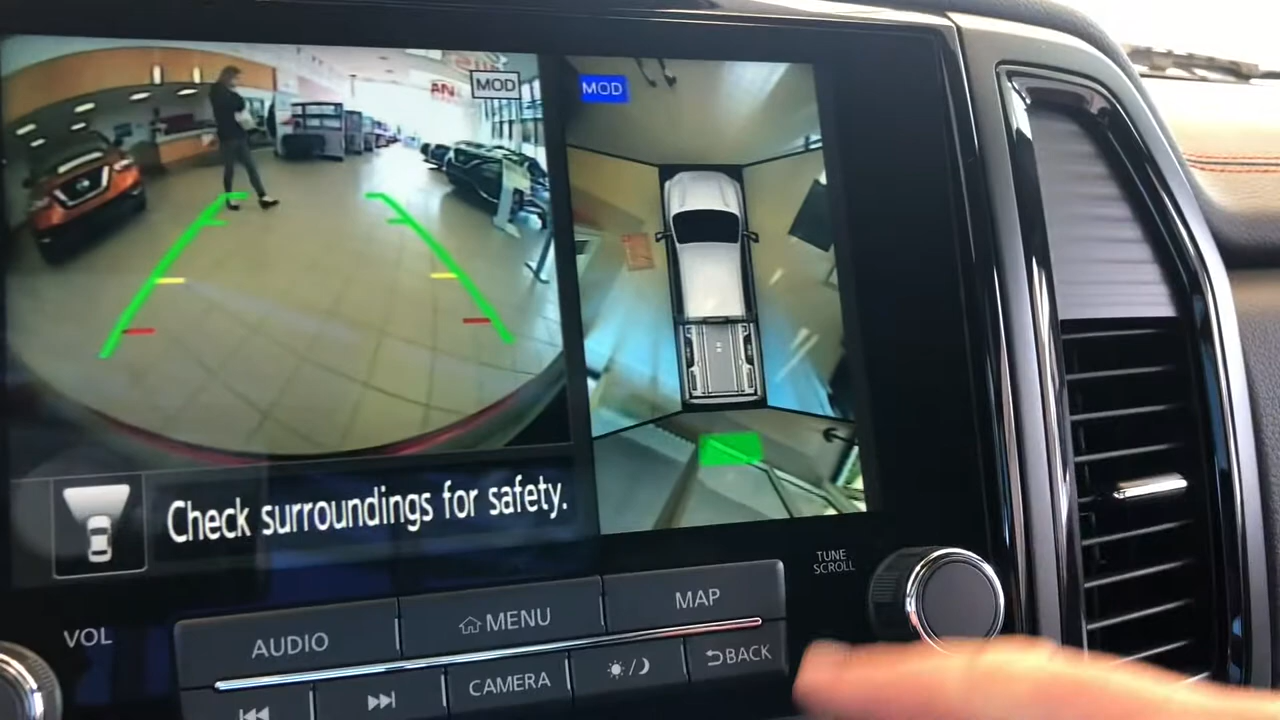 MOD
MOD
Check surroundings for safety.
TUNE
SCROLL
VOL
AUDIO
MENU
MAP
CAMERA
BACK